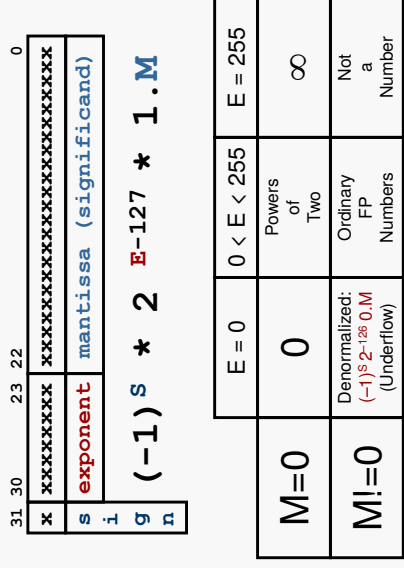 31 30 23 22 0
x xxxxxxxx xxxxxxxxxxxxxxxxxxxxxxx
s exponent mantissa (significand)
i
g
n
(-1)S * 2 E-127 * 1.M
E = 0 0 < E < 255 E = 255
M=0 0 Powers
of
Two ∞
M!=0 Denormalized:
(–1)S 2–126 0.M
(Underflow)
Ordinary
FP
Numbers
Not
a
Number